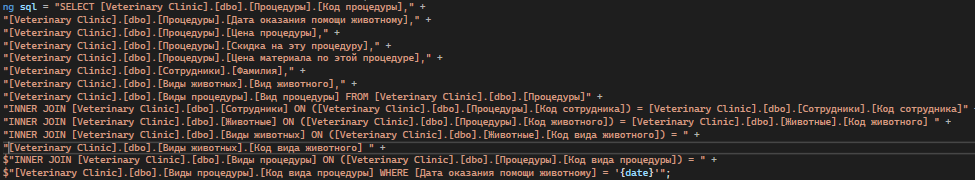 ng sql = "SELECT [Veterinary Clinic].[dbo].[Процедуры].[Код процедуры]," +
"[Veterinary Clinic].[dbo].[Процедуры].[Дата оказания помощи животному]," +
"[Veterinary Clinic].[dbo].[Процедуры].[Цена процедуры]," +
"[Veterinary Clinic].[dbo].[Процедуры].[Скидка на эту процедуру]," +
"[Veterinary Clinic].[dbo].[Процедуры].[Цена материала по этой процедуре]," +
"[Veterinary Clinic].[dbo].[Сотрудники].[Фамилия]," +
"[Veterinary Clinic].[dbo].[Виды животных].[Вид животного]," +
"[Veterinary Clinic].[dbo].[Виды процедуры].[Вид процедуры] FROM [Veterinary Clinic].[dbo].[Процедуры]" +
"INNER JOIN [Veterinary Clinic].[dbo].[Сотрудники] ON ([Veterinary Clinic].[dbo].[Процедуры].[Код сотрудника]) = [Veterinary Clinic].[dbo].[Сотрудники].[Код сотрудника]" +
"INNER JOIN [Veterinary Clinic].[dbo].[Животные] ON ([Veterinary Clinic].[dbo].[Процедуры].[Код животного]) = [Veterinary Clinic].[dbo].[Животные].[Код животного] " +
"INNER JOIN [Veterinary Clinic].[dbo].[Виды животных] ON ([Veterinary Clinic].[dbo].[Животные].[Код вида животного]) = " +
"[Veterinary Clinic].[dbo].[Виды животных].[Код вида животного] " +
$"INNER JOIN [Veterinary Clinic].[dbo].[Виды процедуры] ON ([Veterinary Clinic].[dbo].[Процедуры].[Код вида процедуры]) = " +
$"[Veterinary Clinic].[dbo].[Виды процедуры].[Код вида процедуры] WHERE [Дата оказания помощи животному] = '{date}'";